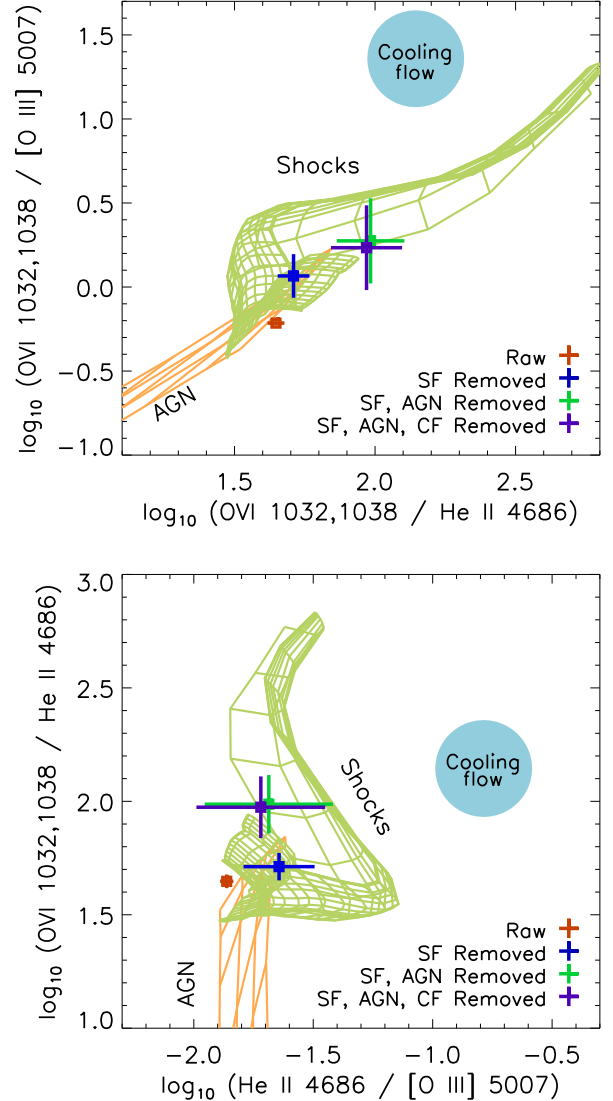 log₁₀ (OVI 1032,1038 / [O III] 5007)
1.5
1.0
0.5
0.0
−0.5
−1.0
Cooling
flow
Shocks
AGN
Raw
SF Removed
SF, AGN Removed
SF, AGN, CF Removed
1.5 2.0 2.5
log₁₀ (OVI 1032,1038 / He II 4686)
log₁₀ (OVI 1032,1038 / He II 4686)
3.0
2.5
2.0
1.5
1.0
Cooling
flow
Shocks
AGN
Raw
SF Removed
SF, AGN Removed
SF, AGN, CF Removed
−2.0 −1.5 −1.0 −0.5
log₁₀ (He II 4686 / [O III] 5007)